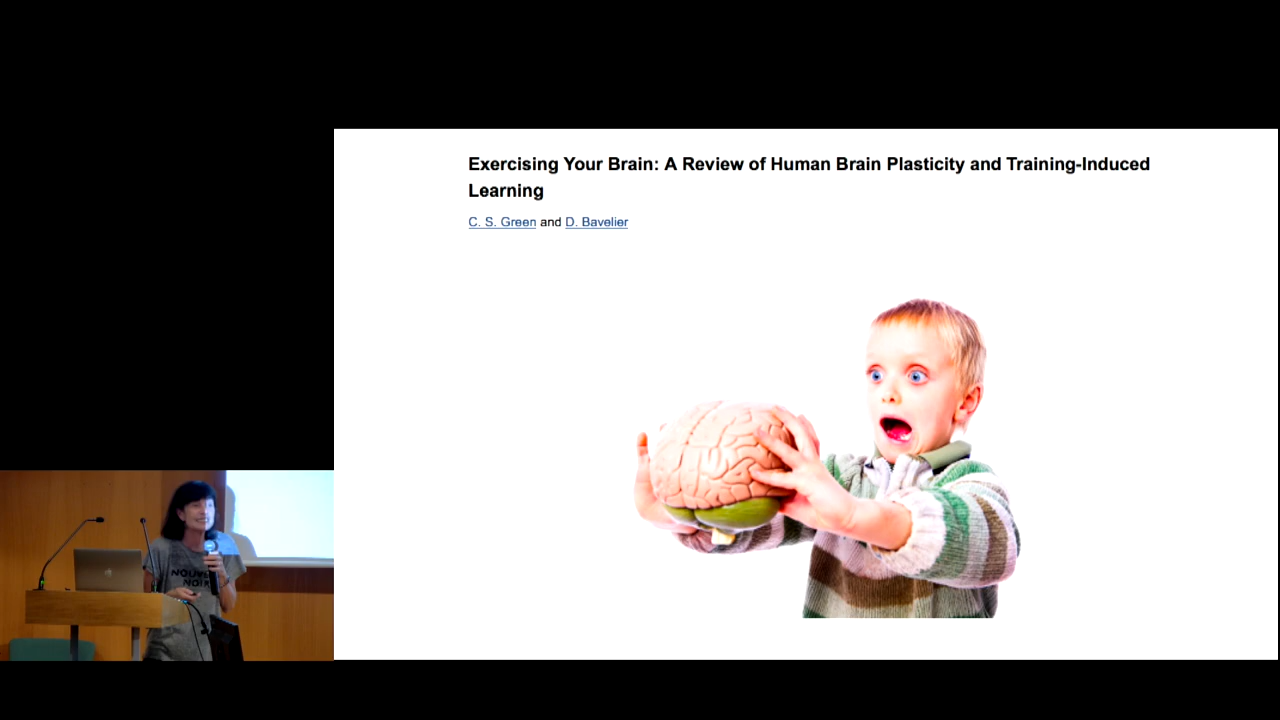 Exercising Your Brain: A Review of Human Brain Plasticity and Training-Induced
Learning
C. S. Green and D. Bavelier